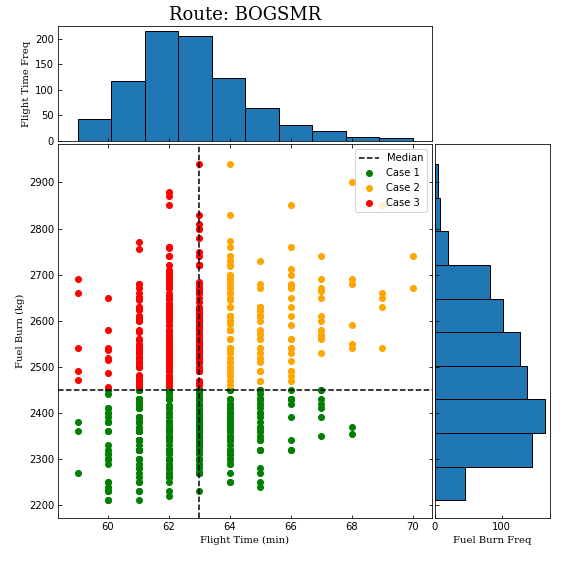 Route: BOGSMR
Flight Time Freq
200
150
100
50
0
Median
Case 1
Case 2
Case 3
Fuel Burn (kg)
2900
2800
2700
2600
2500
2400
2300
2200
60 62 64 66 68 70
Flight Time (min)
0 100
Fuel Burn Freq